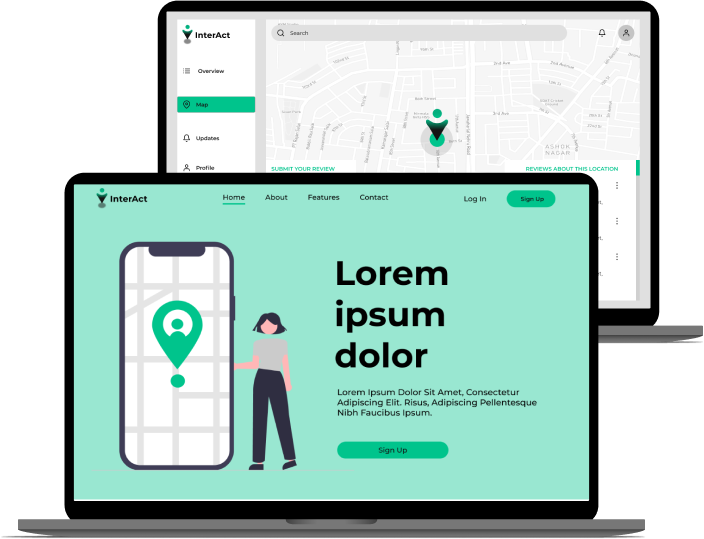 InterAct
Search
Overview
Map
Updates
Profile
2nd Ave
ASHOK
NAGAR
SUBMIT YOUR REVIEW
REVIEWS ABOUT THIS LOCATION
InterAct
Home
About
Features
Contact
Log In
Sign Up
Lorem
ipsum
dolor
Lorem Ipsum Dolor Sit Amet, Consectetur
Adipiscing Elit. Risus, Adipiscing Pellentesque
Nibh Faucibus Ipsum.
Sign Up